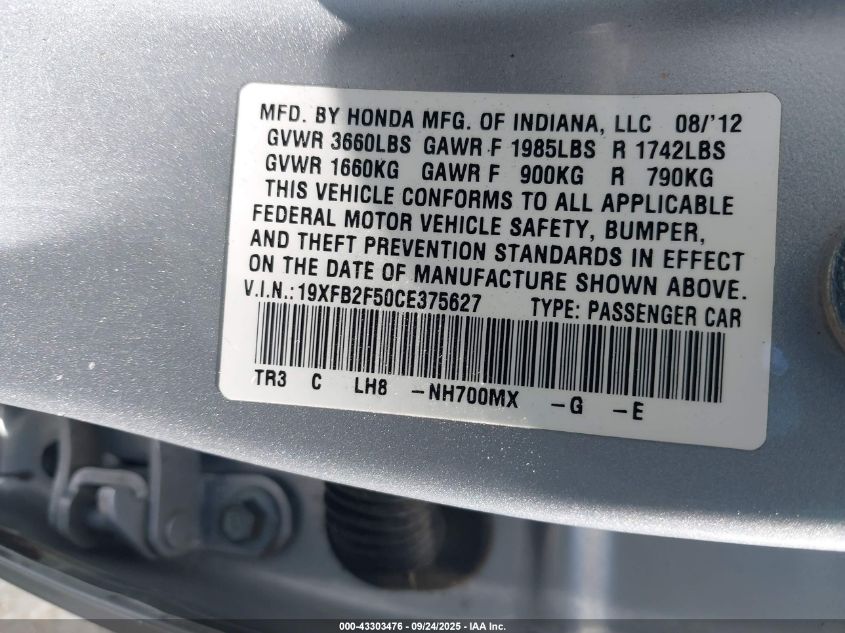 MFD. BY HONDA MFG. OF INDIANA, LLC 08/'12
GVWR 3660LBS GAWR F 1985LBS R 1742LBS
GVWR 1660KG GAWR F 900KG R 790KG
THIS VEHICLE CONFORMS TO ALL APPLICABLE
FEDERAL MOTOR VEHICLE SAFETY, BUMPER,
AND THEFT PREVENTION STANDARDS IN EFFECT
ON THE DATE OF MANUFACTURE SHOWN ABOVE.
V.I.N.:19XFB2F50CE375627 TYPE: PASSENGER CAR
TR3 C LH8 -NH700MX -G -E
000-43303476 - 09/24/2025 - IAA Inc.